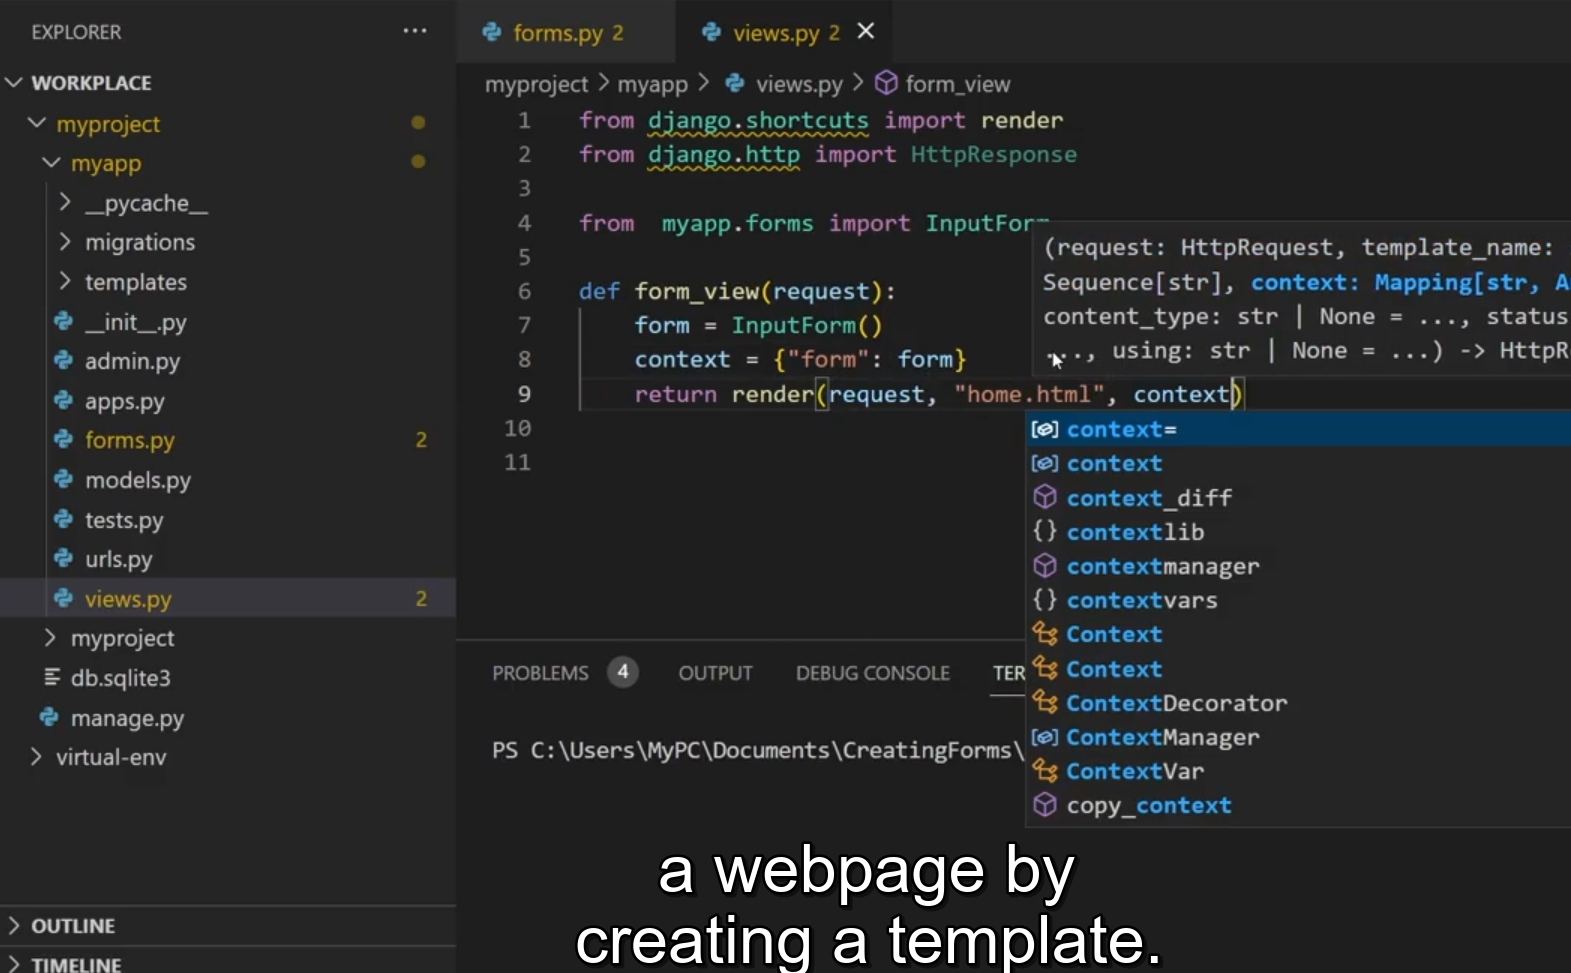 EXPLORER
WORKPLACE
myproject
myapp
__pycache__
migrations
templates
__init__.py
admin.py
apps.py
forms.py 2
models.py
tests.py
urls.py
views.py 2
myproject
db.sqlite3
manage.py
virtual-env
OUTLINE
TIMELINE
forms.py 2 views.py 2
myproject > myapp > views.py > form_view
1 from django.shortcuts import render
2 from django.http import HttpResponse
3
4 from  myapp.forms import InputForm
5
6 def form_view(request):
7 form = InputForm()
8 context = {"form": form}
9 return render(request, "home.html", context)
10
11
(request: HttpRequest, template_name:
Sequence[str], context: Mapping[str, A
content_type: str | None = ..., status
..., using: str | None = ...) -> HttpR
context=
context
context_diff
contextlib
contextmanager
contextvars
Context
Context
ContextDecorator
ContextManager
ContextVar
copy_context
PROBLEMS 4 OUTPUT DEBUG CONSOLE TER
PS C:\Users\MyPC\Documents\CreatingForms\
a webpage by
creating a template.